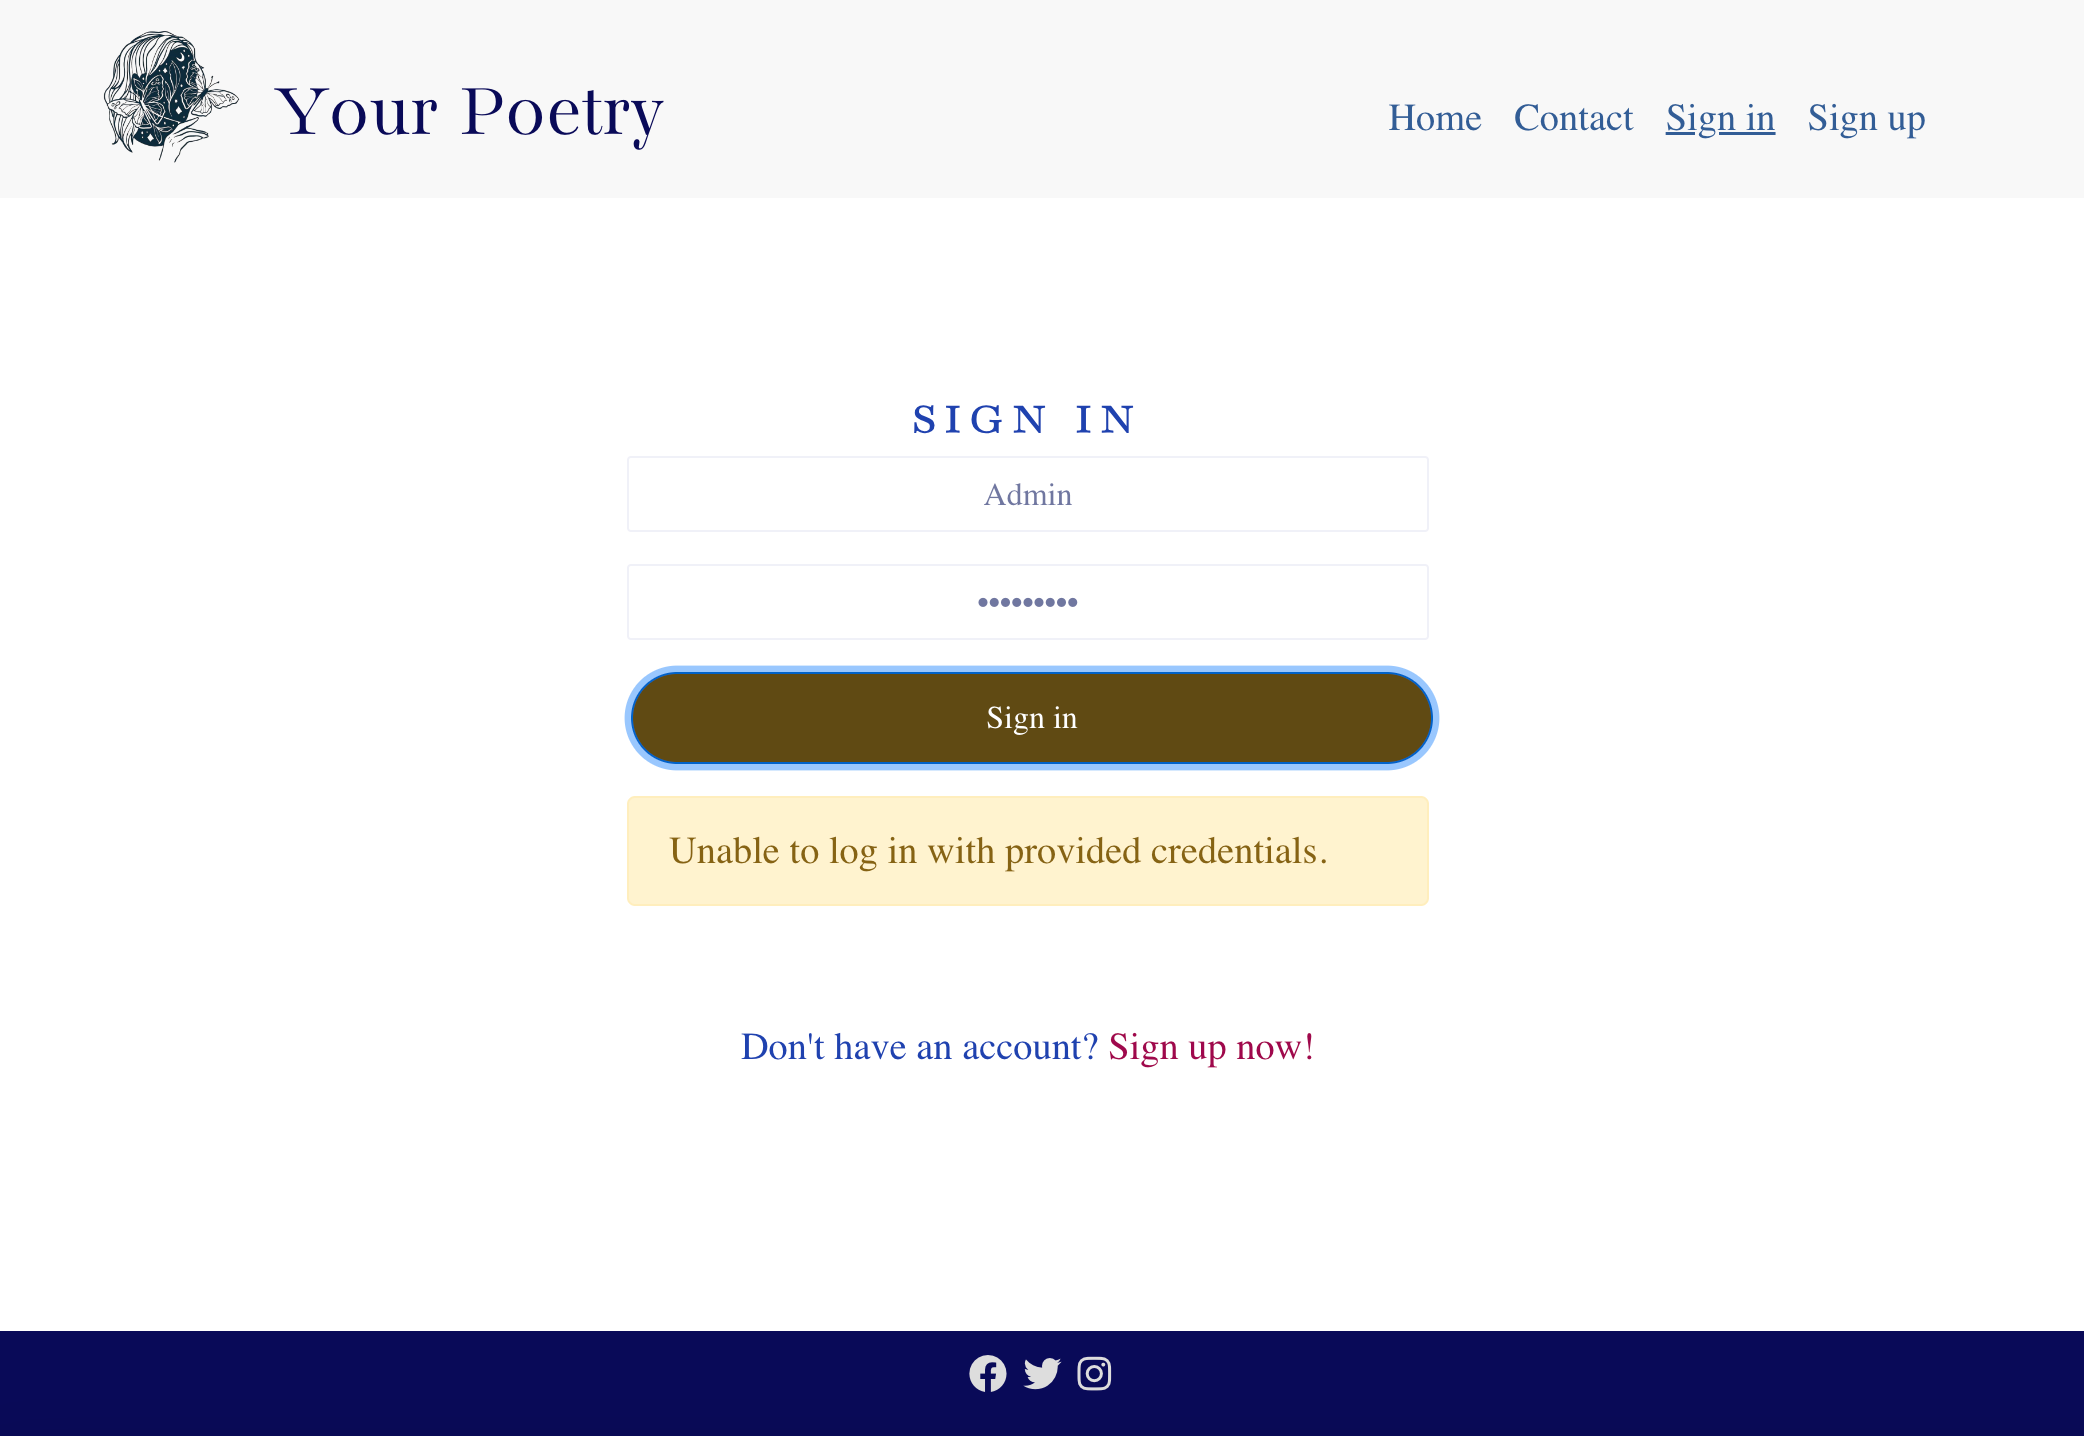 Your Poetry
Home Contact Sign in Sign up
SIGN IN
Admin
•••••••••
Sign in
Unable to log in with provided credentials.
Don't have an account? Sign up now!